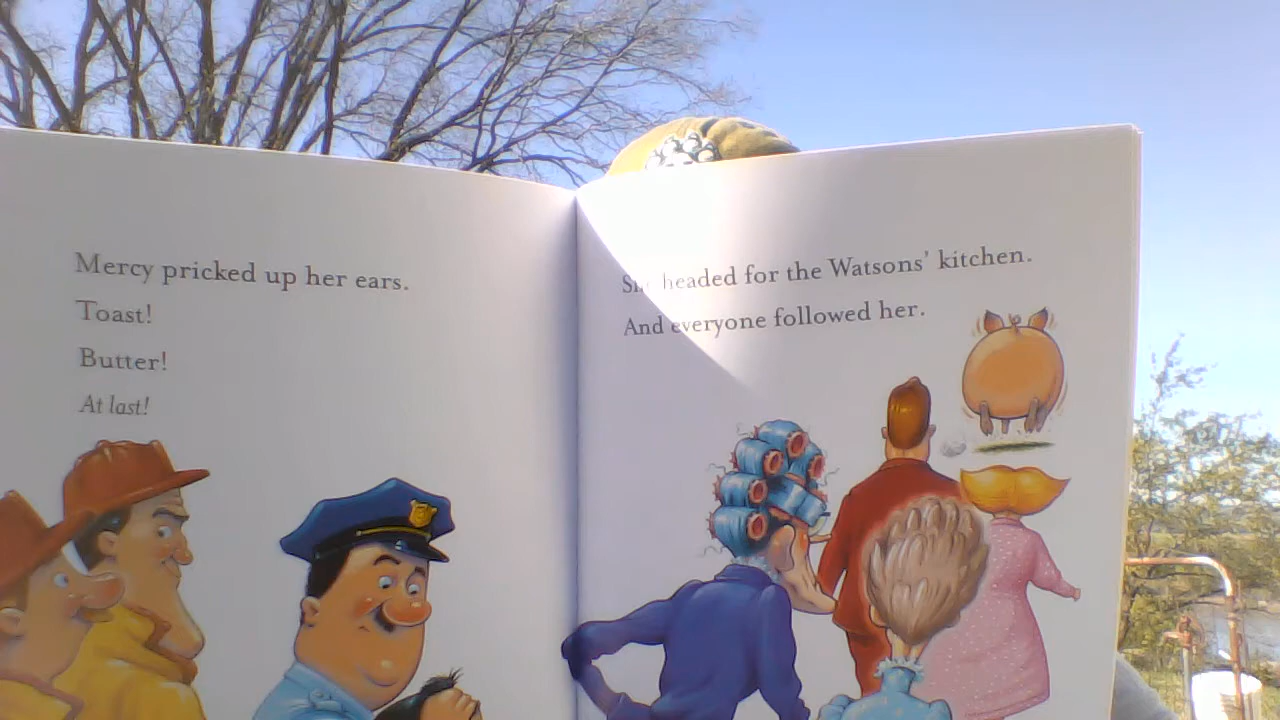 Mercy pricked up her ears.
Toast!
Butter!
At last!
She headed for the Watsons' kitchen.
And everyone followed her.